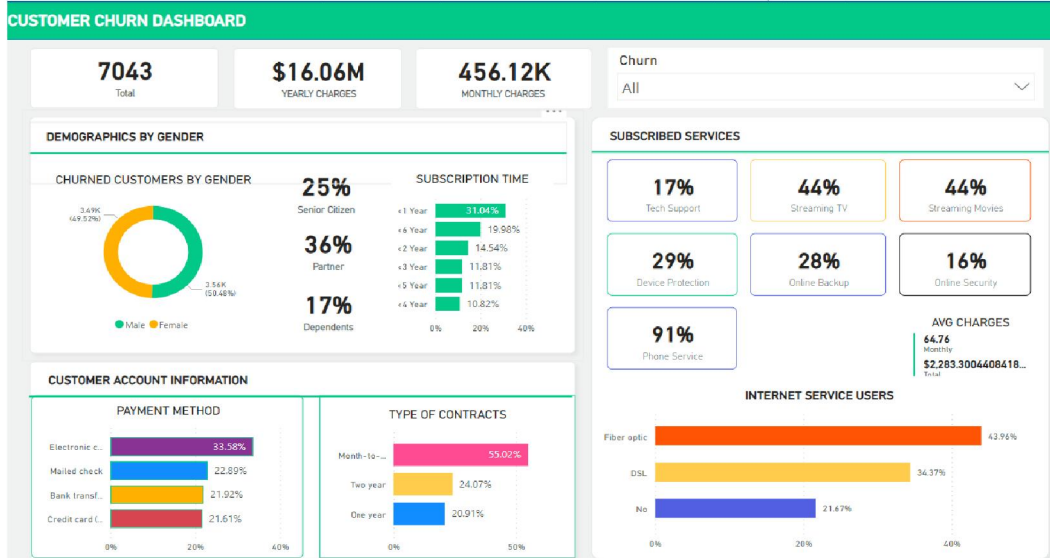 CUSTOMER CHURN DASHBOARD
7043
Total
$16.06M
YEARLY CHARGES
456.12K
MONTHLY CHARGES
Churn
All
DEMOGRAPHICS BY GENDER
CHURNED CUSTOMERS BY GENDER
3.49K
(49.52%)
3.56K
(50.48%)
Male Female
25%
Senior Citizen
36%
Partner
17%
Dependents
SUBSCRIPTION TIME
<1 Year 31.04%
<6 Year 19.98%
<2 Year 14.54%
<3 Year 11.81%
<5 Year 11.81%
<4 Year 10.82%
0% 20% 40%
SUBSCRIBED SERVICES
17%
Tech Support
44%
Streaming TV
44%
Streaming Movies
29%
Device Protection
28%
Online Backup
16%
Online Security
91%
Phone Service
AVG CHARGES
64.76
Monthly
$2,283.3004408418...
Total
CUSTOMER ACCOUNT INFORMATION
PAYMENT METHOD
Electronic c... 33.58%
Mailed check 22.89%
Bank transf... 21.92%
Credit card (... 21.61%
0% 20% 40%
TYPE OF CONTRACTS
Month-to-... 55.02%
Two year 24.07%
One year 20.91%
0% 50%
INTERNET SERVICE USERS
Fiber optic 43.96%
DSL 34.37%
No 21.67%
0% 20% 40%